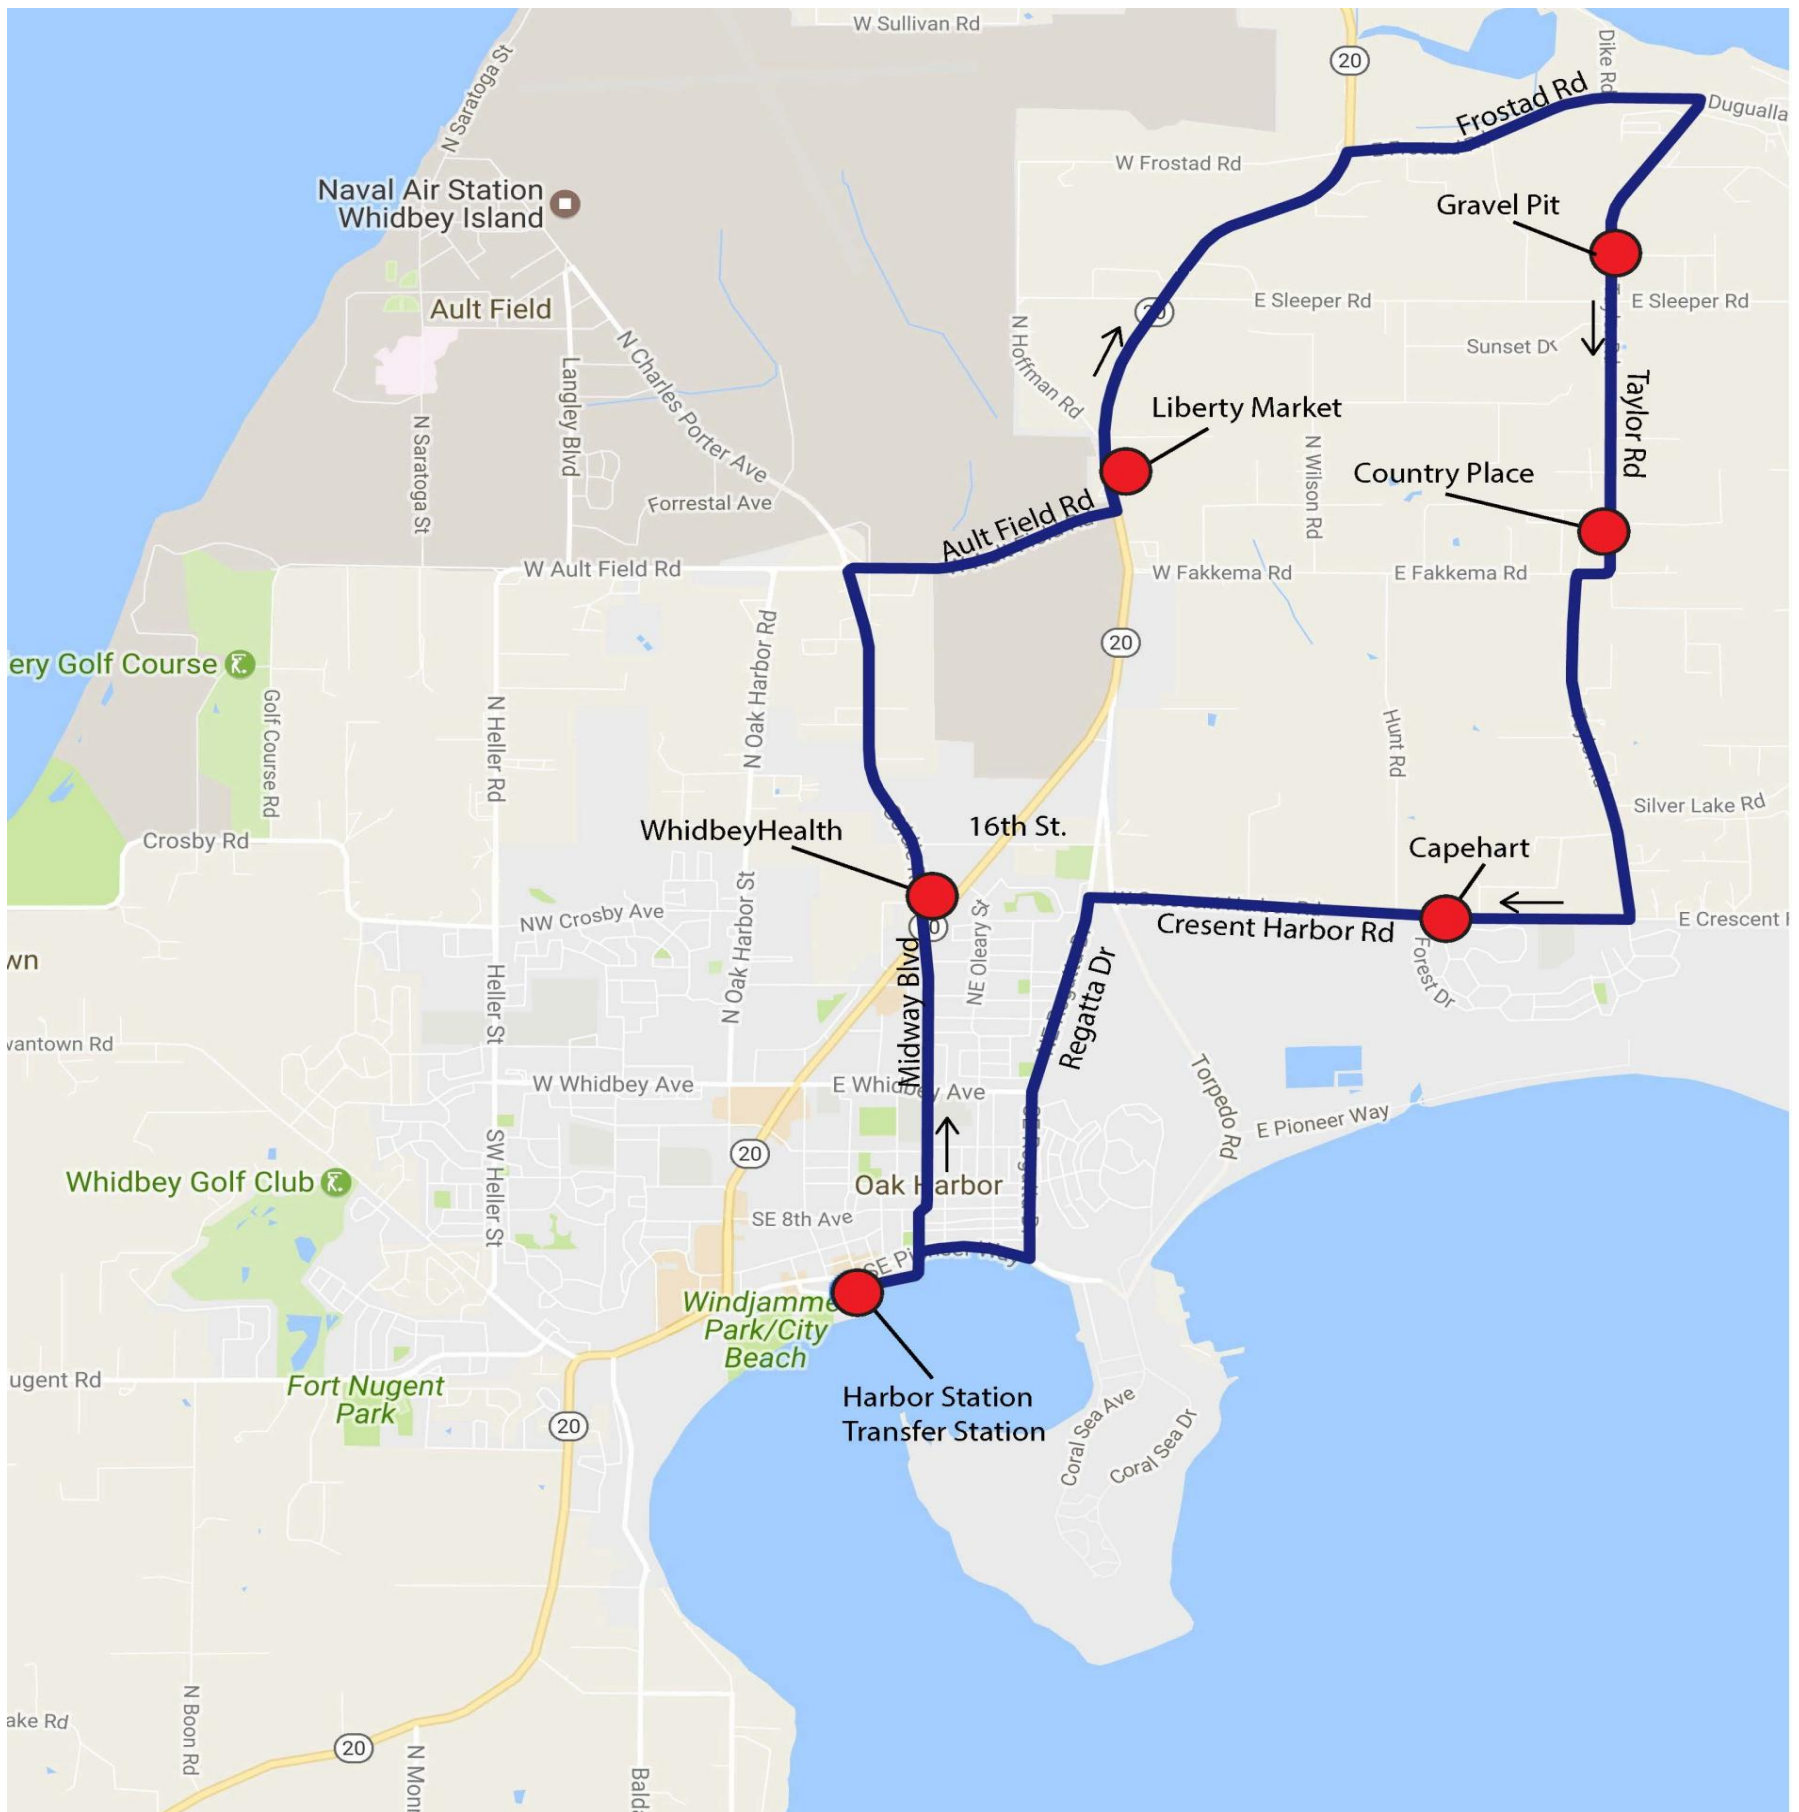 W Sullivan Rd
20
Dike Rd
N Saratoga St
Frostad Rd
Dugualla
W Frostad Rd
Naval Air Station
Whidbey Island
Gravel Pit
Ault Field
E Sleeper Rd
E Sleeper Rd
N Hoffman Rd
N Charles Porter Ave
Sunset Dr
Langley Blvd
Liberty Market
Taylor Rd
N Saratoga St
N Wilson Rd
Country Place
Forrestal Ave
Ault Field Rd
W Ault Field Rd
W Fakkema Rd
E Fakkema Rd
20
ery Golf Course
Golf Course Rd
N Heller Rd
N Oak Harbor Rd
Hunt Rd
Silver Lake Rd
Crosby Rd
WhidbeyHealth
16th St.
Capehart
NW Crosby Ave
N Oak Harbor St
NE Oleary St
Cresent Harbor Rd
E Crescent
Forest Dr
wn
Heller St
Midway Blvd
Regatta Dr
wantown Rd
W Whidbey Ave
E Whidbey Ave
Torpedo Rd
E Pioneer Way
20
SW Heller St
Whidbey Golf Club
Oak Harbor
SE 8th Ave
SE Pioneer Way
Windjamme
Park/City
Beach
ugent Rd
Fort Nugent
Park
Harbor Station
Transfer Station
20
Coral Sea Ave
Coral Sea Dr
N Boon Rd
ake Rd
20
N Monr
Balda